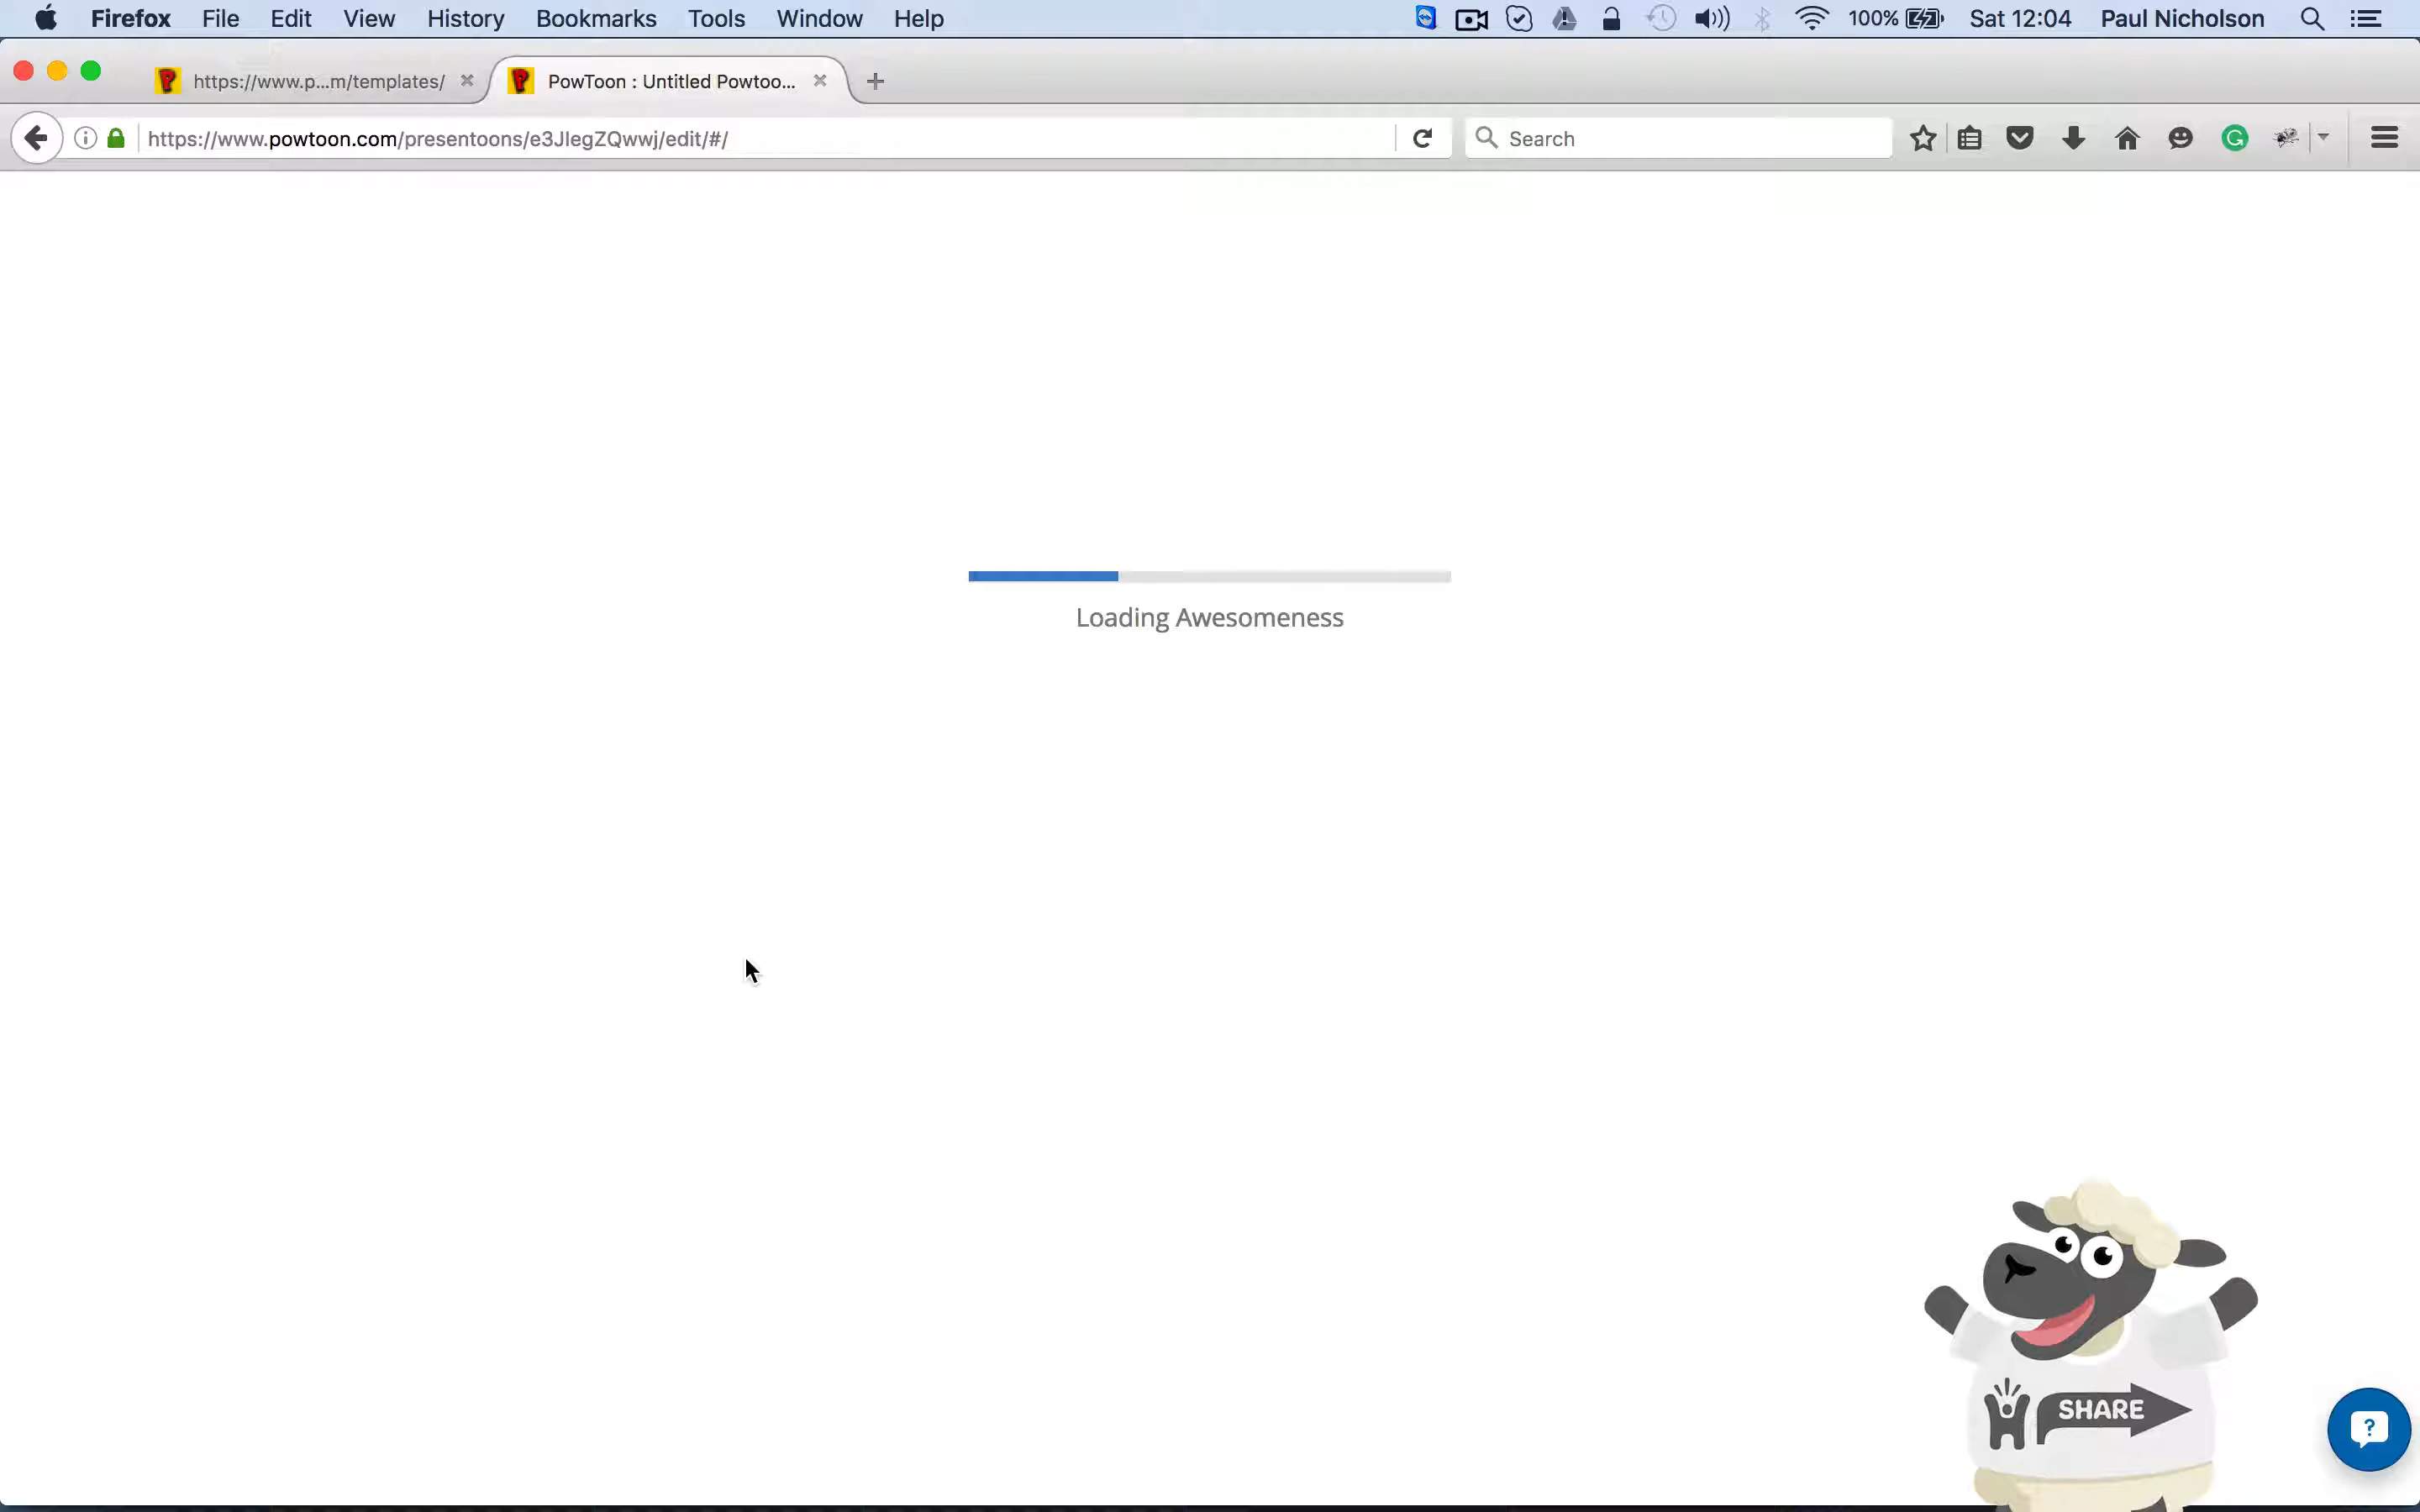 Firefox File Edit View History Bookmarks Tools Window Help 100% Sat 12:04 Paul Nicholson
https://www.p...m/templates/ PowToon : Untitled Powtoo...
https://www.powtoon.com/presentoons/e3JlegZQwwj/edit/#/ Search
Loading Awesomeness
SHARE